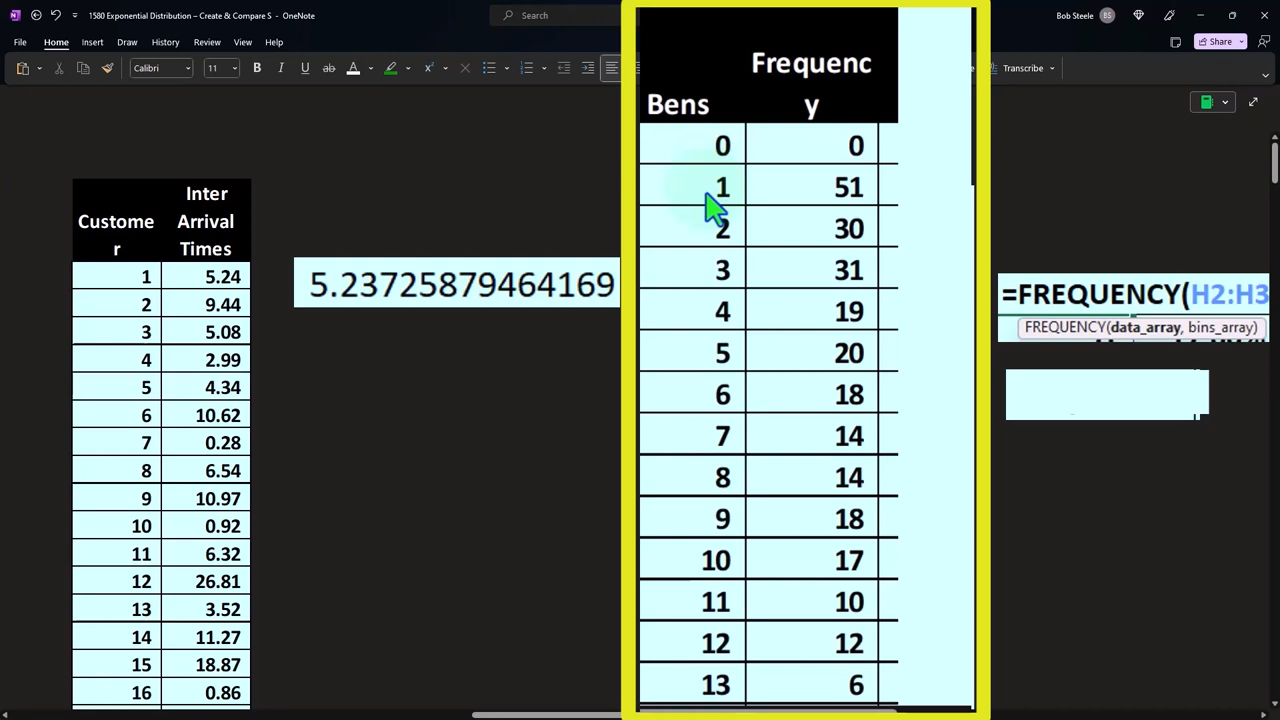 1580 Exponential Distribution – Create & Compare S - OneNote
Search
Bob Steele
BS
File Home Insert Draw History Review View Help
Share
Calibri 11 B I U ab A
Transcribe
Custome
r
Inter
Arrival
Times
1 5.24
2 9.44
3 5.08
4 2.99
5 4.34
6 10.62
7 0.28
8 6.54
9 10.97
10 0.92
11 6.32
12 26.81
13 3.52
14 11.27
15 18.87
16 0.86
5.23725879464169
Bens
Frequenc
y
0 0
1 51
2 30
3 31
4 19
5 20
6 18
7 14
8 14
9 18
10 17
11 10
12 12
13 6
=FREQUENCY(H2:H3
FREQUENCY(data_array, bins_array)